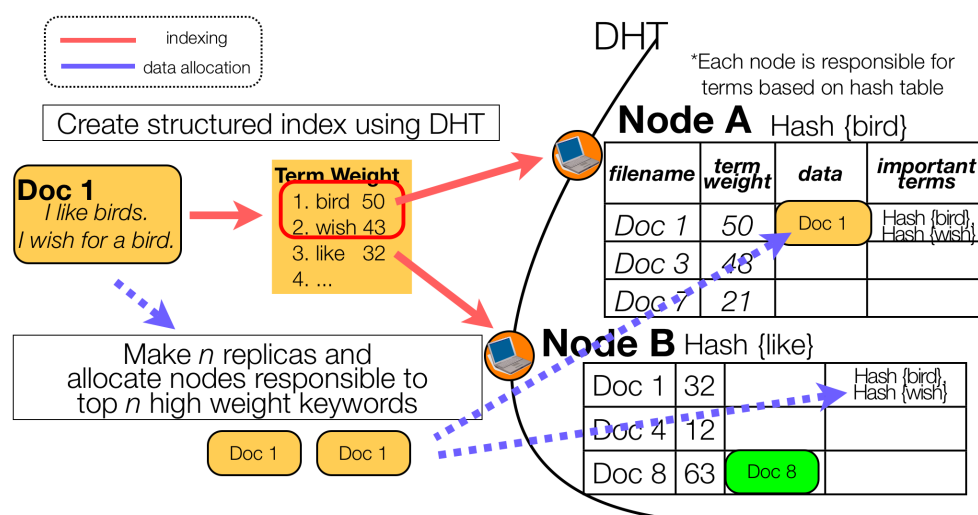 indexing
data allocation
DHT
*Each node is responsible for
terms based on hash table
Create structured index using DHT
Doc 1
I like birds.
I wish for a bird.
Term Weight
1. bird 50
2. wish 43
3. like 32
4. ...
Node A Hash {bird}
filename term weight data important terms
Doc 1 50 Doc 1 Hash {bird}, Hash {wish}
Doc 3 48
Doc 7 21
Make n replicas and
allocate nodes responsible to
top n high weight keywords
Doc 1 Doc 1
Node B Hash {like}
Doc 1 32 Hash {bird}, Hash {wish}
Doc 4 12
Doc 8 63 Doc 8